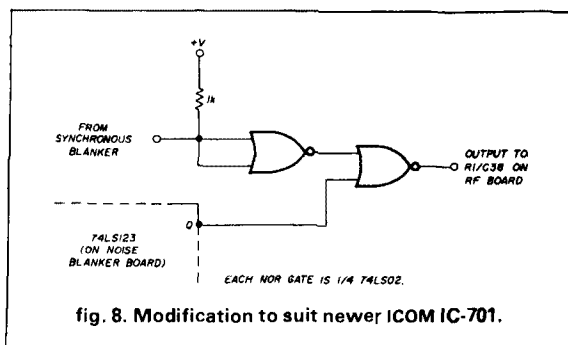 +V
1k
FROM
SYNCHRONOUS
BLANKER
OUTPUT TO
R1/C38 ON
RF BOARD
Q
74LS123
(ON NOISE
BLANKER BOARD)
EACH NOR GATE IS 1/4 74LS02.
fig. 8. Modification to suit newer ICOM IC-701.